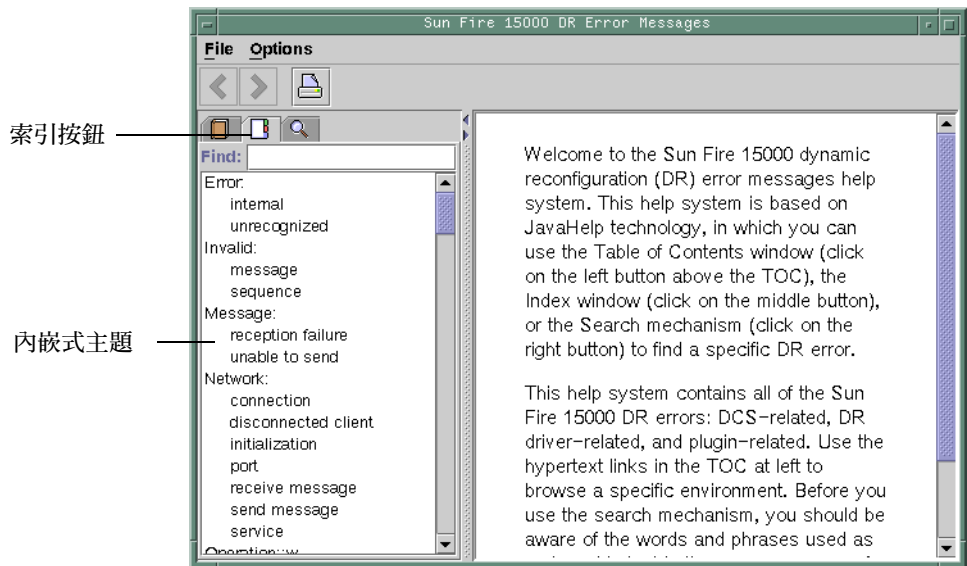 Sun Fire 15000 DR Error Messages
File Options
索引按鈕
Find:
Error:
internal
unrecognized
Invalid:
message
sequence
Message:
reception failure
unable to send
內嵌式主題
Network:
connection
disconnected client
initialization
port
receive message
send message
service
Welcome to the Sun Fire 15000 dynamic
reconfiguration (DR) error messages help
system. This help system is based on
JavaHelp technology, in which you can
use the Table of Contents window (click
on the left button above the TOC), the
Index window (click on the middle button),
or the Search mechanism (click on the
right button) to find a specific DR error.
This help system contains all of the Sun
Fire 15000 DR errors: DCS-related, DR
driver-related, and plugin-related. Use the
hypertext links in the TOC at left to
browse a specific environment. Before you
use the search mechanism, you should be
aware of the words and phrases used as